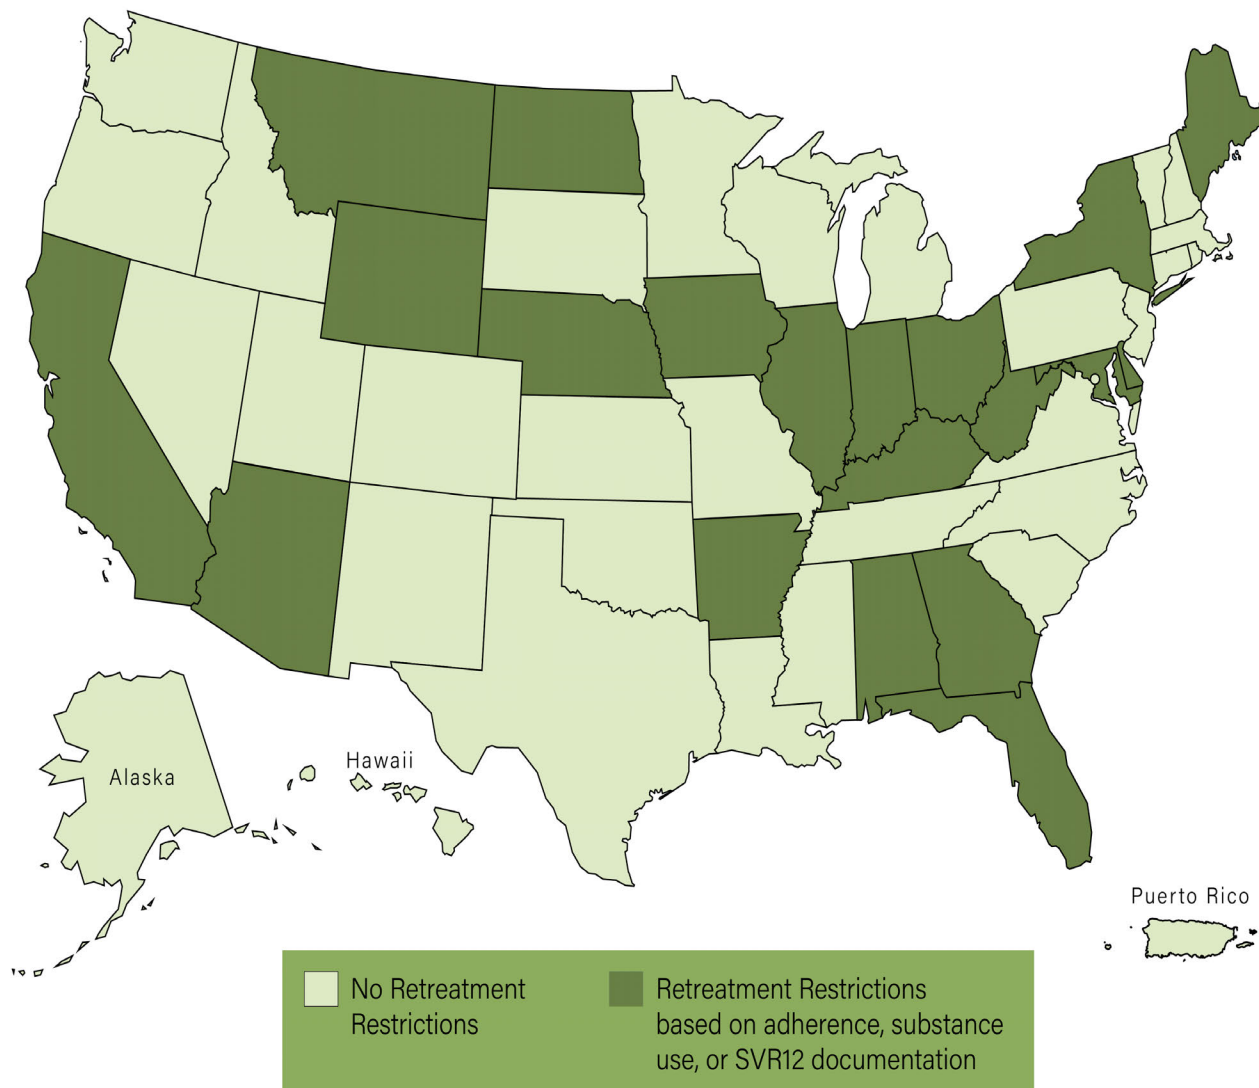 Alaska
Hawaii
Puerto Rico
No Retreatment
Restrictions
Retreatment Restrictions
based on adherence, substance
use, or SVR12 documentation